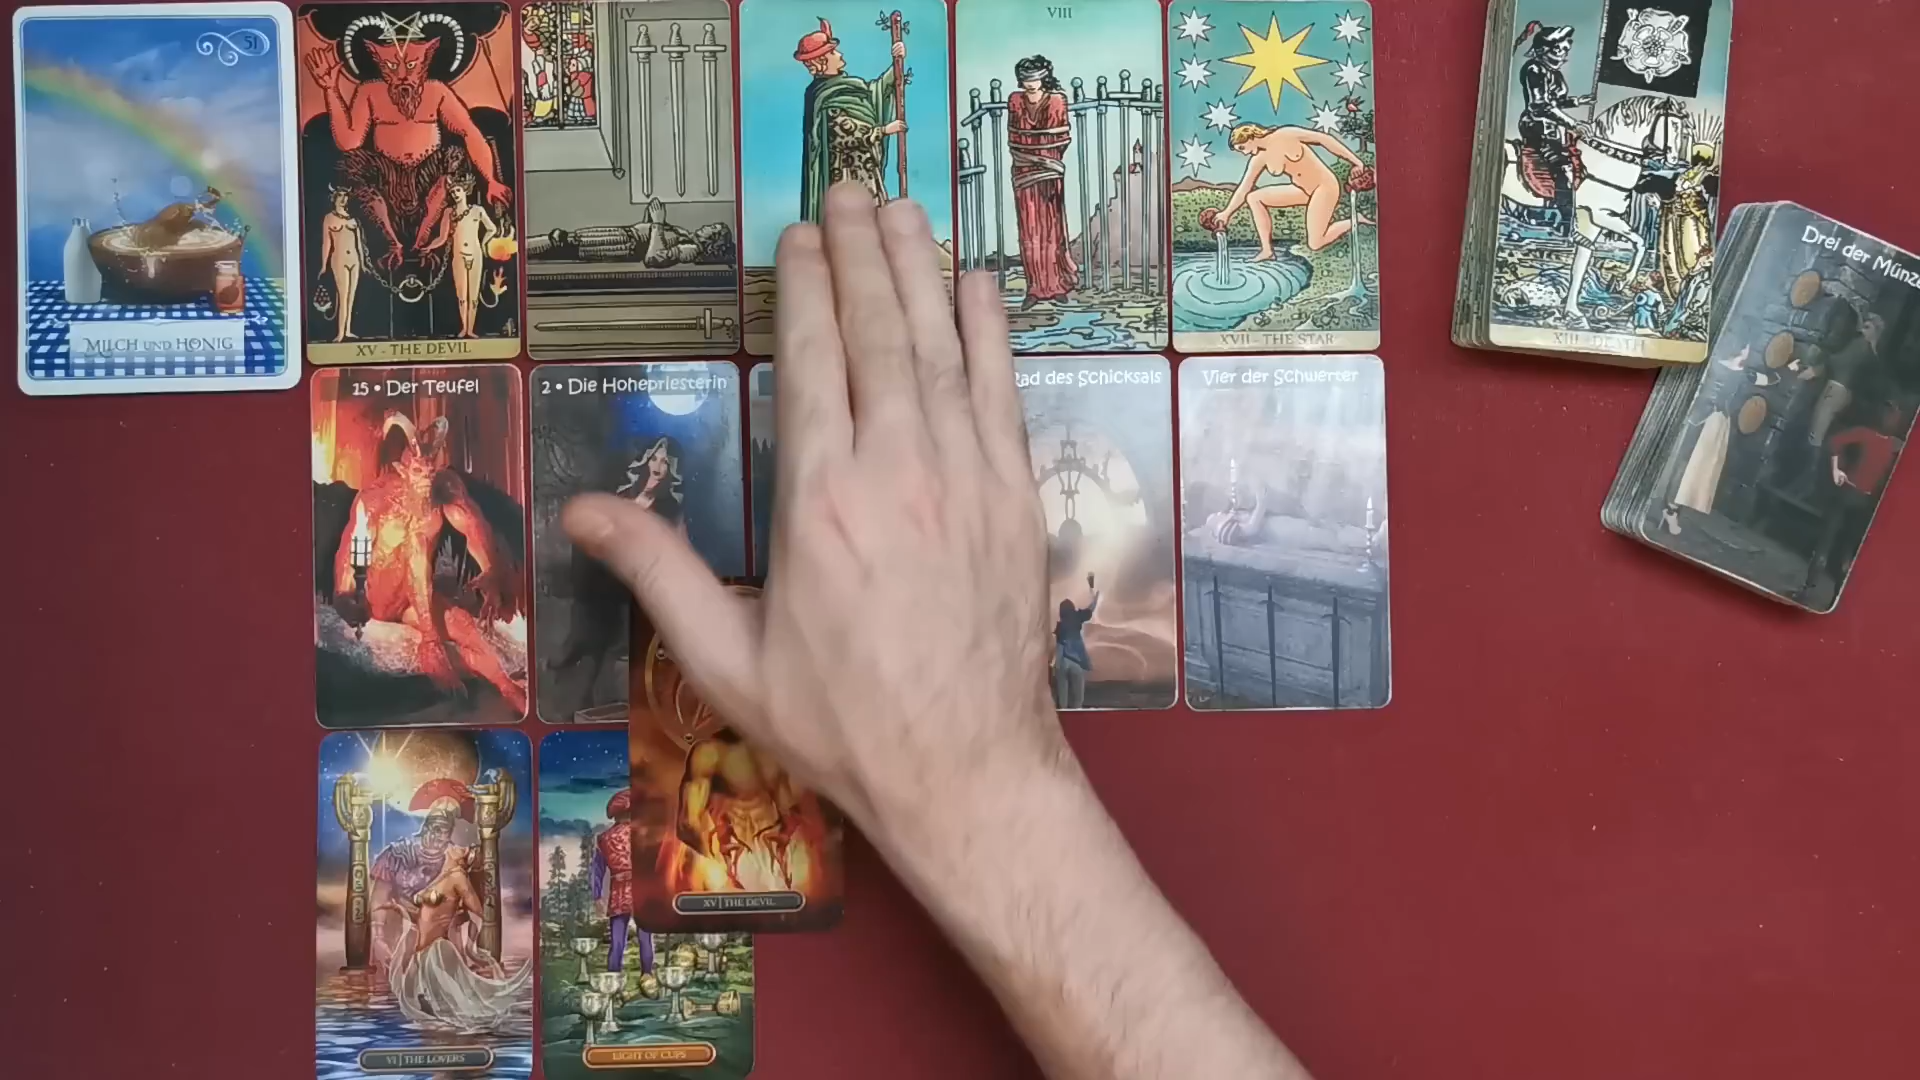 51
MILCH UND HONIG
XV - THE DEVIL
IV
VIII
XVII - THE STAR
XIII - DEATH
Drei der Münz
15 • Der Teufel
2 • Die Hohepriesterin
Rad des Schicksals
Vier der Schwerter
VI | THE LOVERS
EIGHT OF CUPS
XV | THE DEVIL